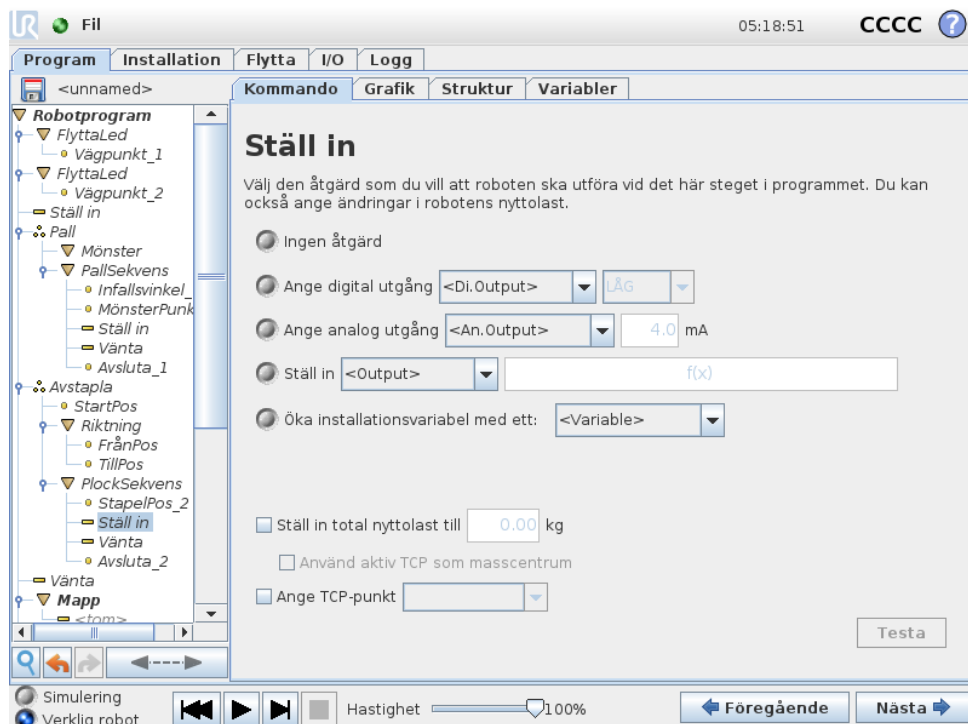 UR Fil 05:18:51 CCCC ?
Program Installation Flytta I/O Logg
<unnamed>
Kommando Grafik Struktur Variabler
Robotprogram
FlyttaLed
Vägpunkt_1
FlyttaLed
Vägpunkt_2
Ställ in
Pall
Mönster
PallSekvens
Infallsvinkel_
MönsterPunk
Ställ in
Vänta
Avsluta_1
Avstapla
StartPos
Riktning
FrånPos
TillPos
PlockSekvens
StapelPos_2
Ställ in
Vänta
Avsluta_2
Vänta
Mapp
<tom>
Ställ in
Välj den åtgärd som du vill att roboten ska utföra vid det här steget i programmet. Du kan
också ange ändringar i robotens nyttolast.
Ingen åtgärd
Ange digital utgång <Di.Output> LÅG
Ange analog utgång <An.Output> 4.0 mA
Ställ in <Output> f(x)
Öka installationsvariabel med ett: <Variable>
Ställ in total nyttolast till 0.00 kg
Använd aktiv TCP som masscentrum
Ange TCP-punkt
Testa
Simulering
Verklig robot
Hastighet 100%
Föregående Nästa